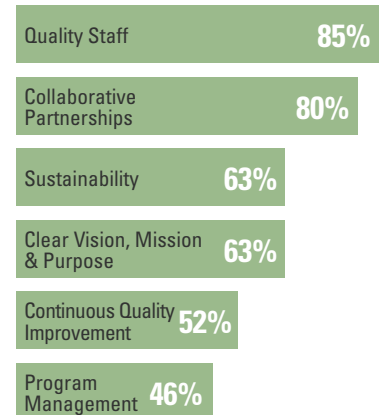 Quality Staff 85%
Collaborative
Partnerships 80%
Sustainability 63%
Clear Vision, Mission
& Purpose 63%
Continuous Quality
Improvement 52%
Program
Management 46%